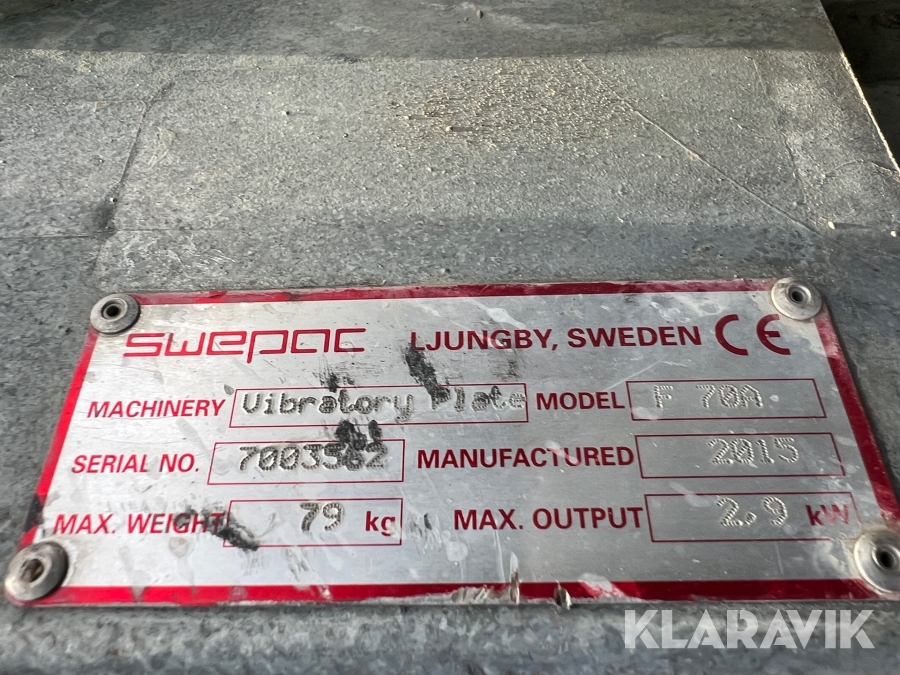 swepac LJUNGBY, SWEDEN CE
MACHINERY Vibratory Plate MODEL F 70A
SERIAL NO. 7003562 MANUFACTURED 2015
MAX. WEIGHT 79 kg MAX. OUTPUT 2,9 kW
KLARAVIK